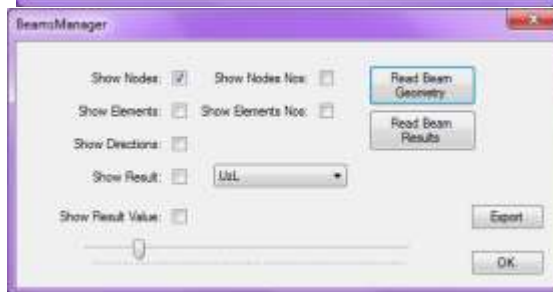 BeamsManager
Show Nodes: Show Nodes Nos: Read Beam Geometry
Show Elements: Show Elements Nos:
Show Directions: Read Beam Results
Show Result: UzL
Show Result Value: Export
OK